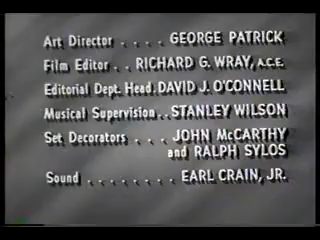 Art Director . . . . GEORGE PATRICK
Film Editor . . RICHARD G. WRAY, A.C.E.
Editorial Dept. Head, DAVID J. O'CONNELL
Musical Supervision . . STANLEY WILSON
Set Decorators . . . . JOHN McCARTHY
and RALPH SYLOS
Sound . . . . . . . . EARL CRAIN, JR.